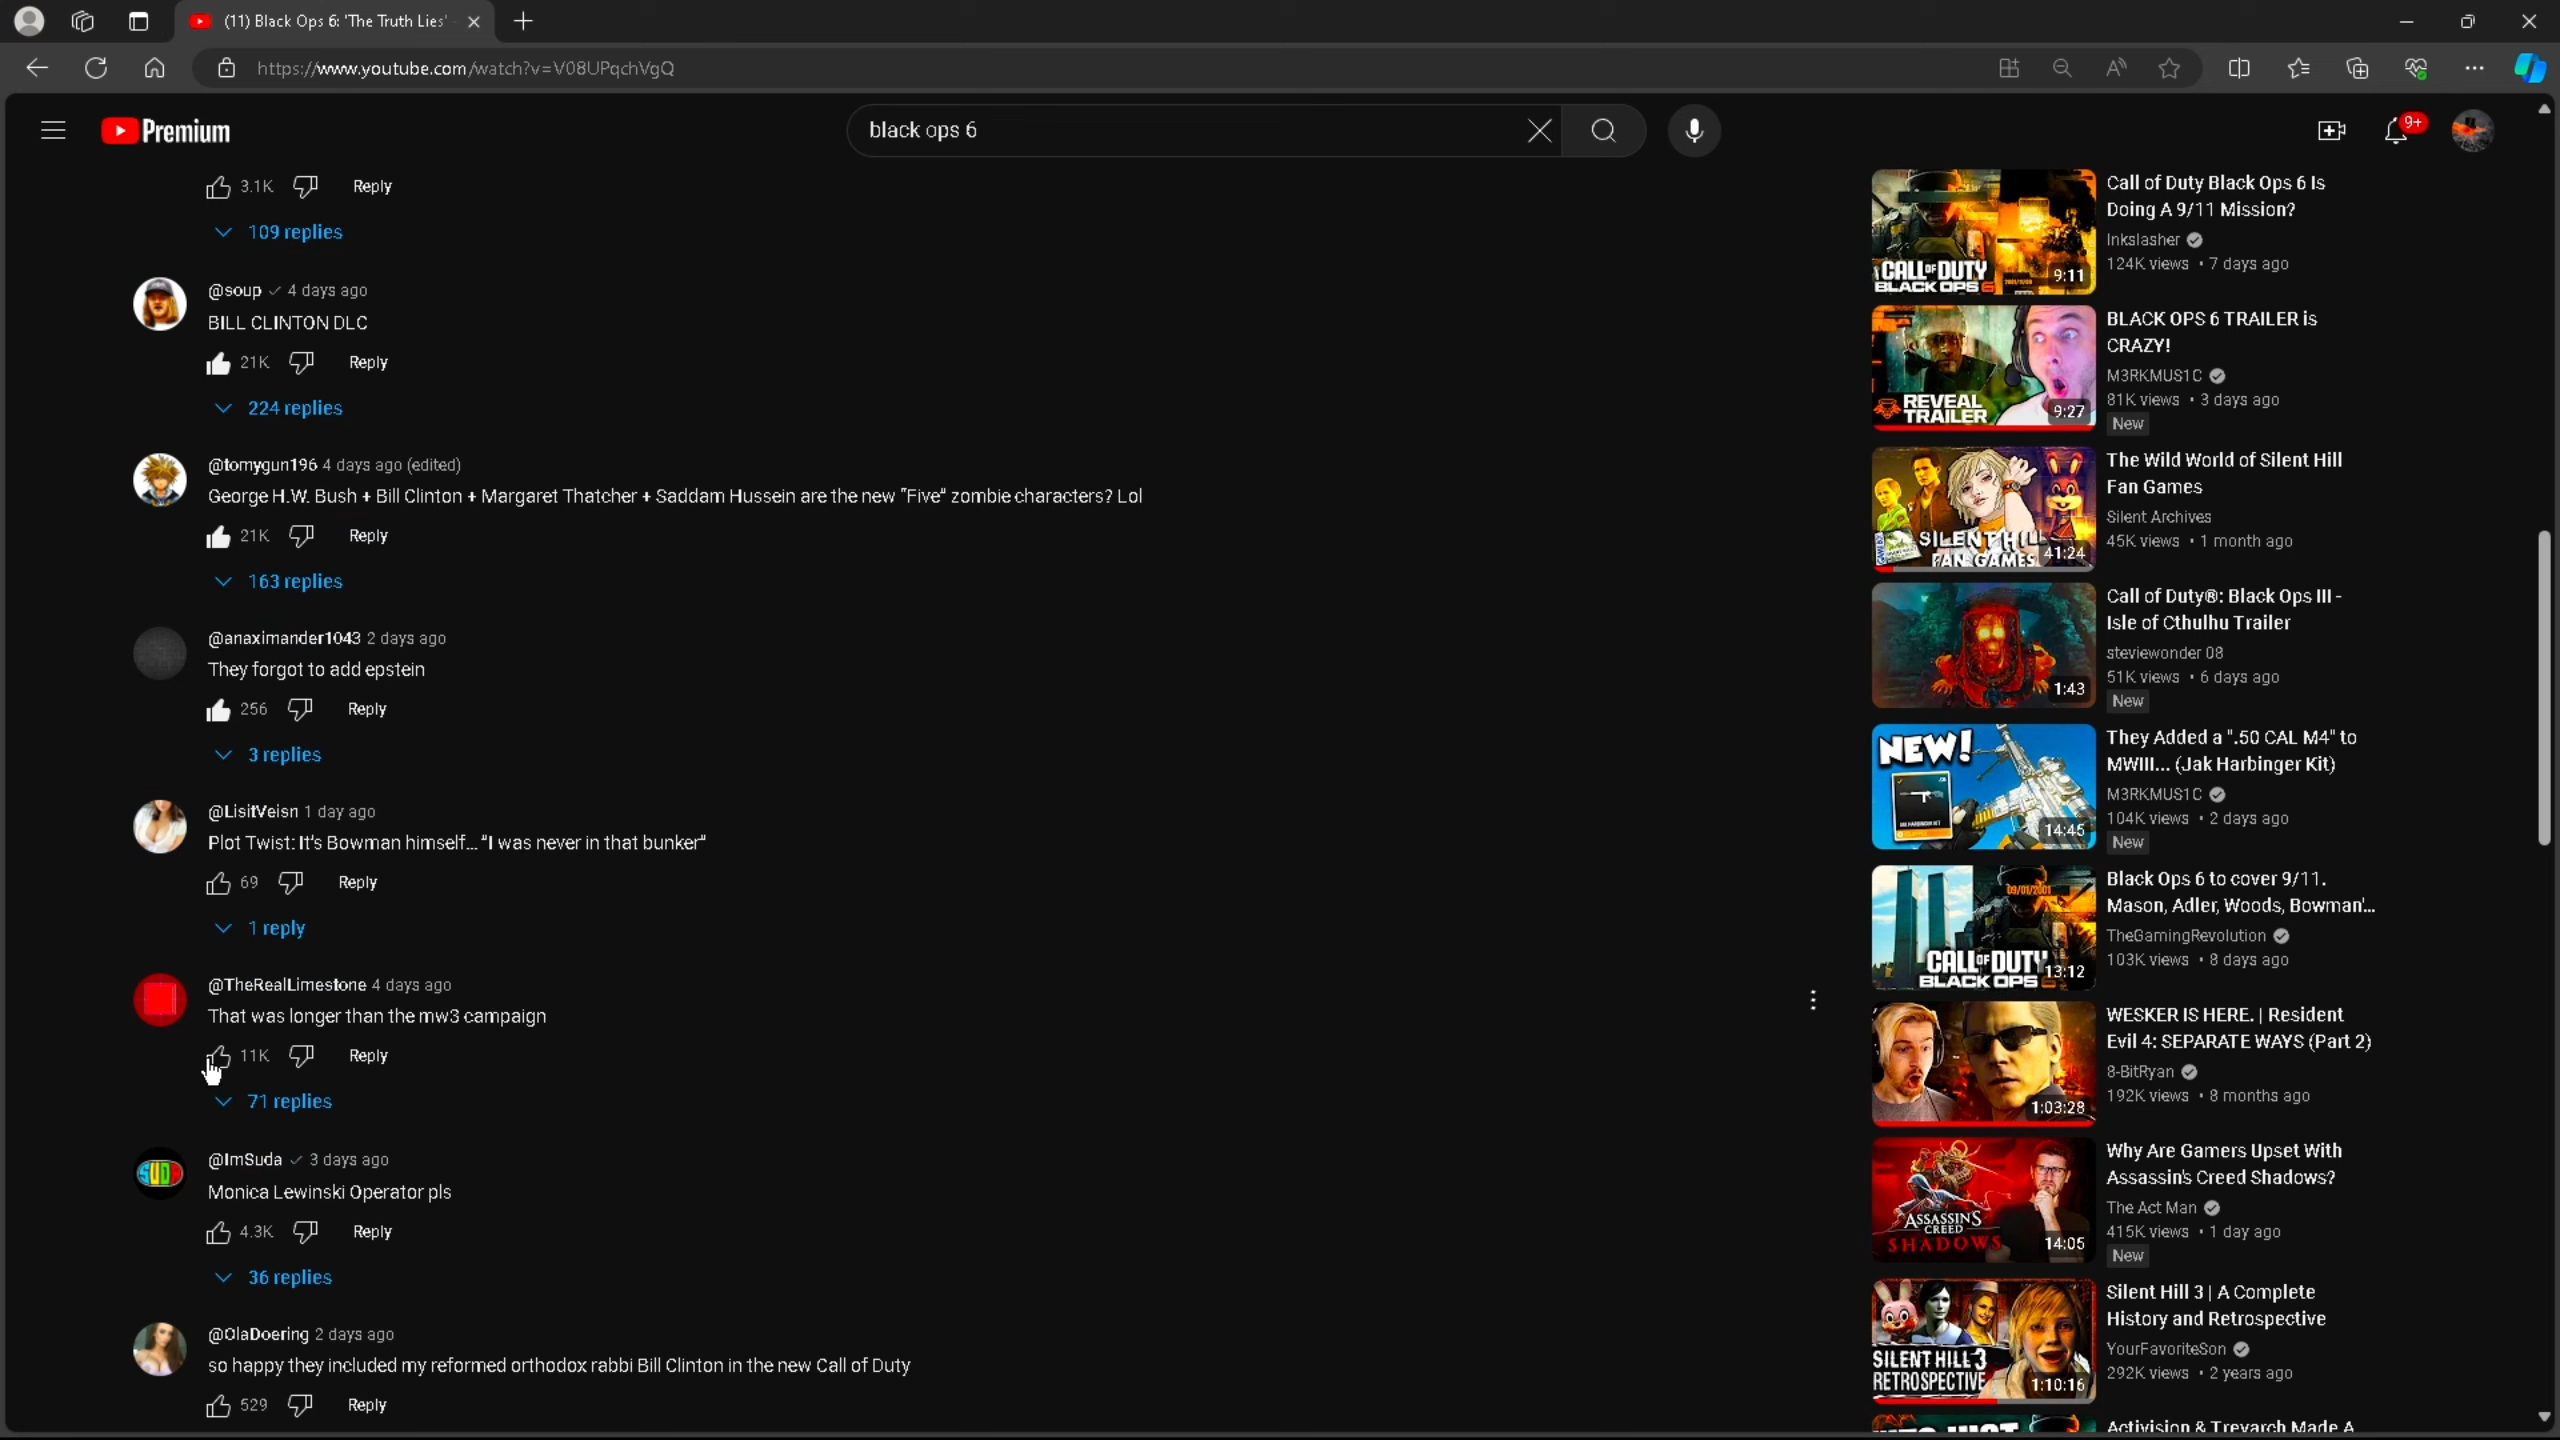 (11) Black Ops 6: 'The Truth Lies'
https://www.youtube.com/watch?v=V08UPqchVgQ
Premium
black ops 6
9+
3.1K Reply
109 replies
@soup 4 days ago
BILL CLINTON DLC
21K Reply
224 replies
@tomygun196 4 days ago (edited)
George H.W. Bush + Bill Clinton + Margaret Thatcher + Saddam Hussein are the new "Five" zombie characters? Lol
21K Reply
163 replies
@anaximander1043 2 days ago
They forgot to add epstein
256 Reply
3 replies
@LisitVeisn 1 day ago
Plot Twist: It's Bowman himself... "I was never in that bunker"
69 Reply
1 reply
@TheRealLimestone 4 days ago
That was longer than the mw3 campaign
11K Reply
71 replies
SUDA
@ImSuda 3 days ago
Monica Lewinski Operator pls
4.3K Reply
36 replies
@OlaDoering 2 days ago
so happy they included my reformed orthodox rabbi Bill Clinton in the new Call of Duty
529 Reply
CALL OF DUTY
BLACK OPS 6
9:11
Call of Duty Black Ops 6 Is
Doing A 9/11 Mission?
Inkslasher
124K views • 7 days ago
REVEAL
TRAILER
9:27
BLACK OPS 6 TRAILER is
CRAZY!
M3RKMUS1C
81K views • 3 days ago
New
SILENT HILL
FAN GAMES
41:24
The Wild World of Silent Hill
Fan Games
Silent Archives
45K views • 1 month ago
1:43
Call of Duty®: Black Ops III -
Isle of Cthulhu Trailer
steviewonder 08
51K views • 6 days ago
New
NEW!
14:45
They Added a ".50 CAL M4" to
MWIII... (Jak Harbinger Kit)
M3RKMUS1C
104K views • 2 days ago
New
09/01/2001
CALL OF DUTY
BLACK OPS
13:12
Black Ops 6 to cover 9/11.
Mason, Adler, Woods, Bowman'...
TheGamingRevolution
103K views • 8 days ago
1:03:28
WESKER IS HERE. | Resident
Evil 4: SEPARATE WAYS (Part 2)
8-BitRyan
192K views • 8 months ago
ASSASSIN'S
CREED
SHADOWS
14:05
Why Are Gamers Upset With
Assassin's Creed Shadows?
The Act Man
415K views • 1 day ago
New
SILENT HILL 3
RETROSPECTIVE
1:10:16
Silent Hill 3 | A Complete
History and Retrospective
YourFavoriteSon
292K views • 2 years ago
Activision & Treyarch Made A